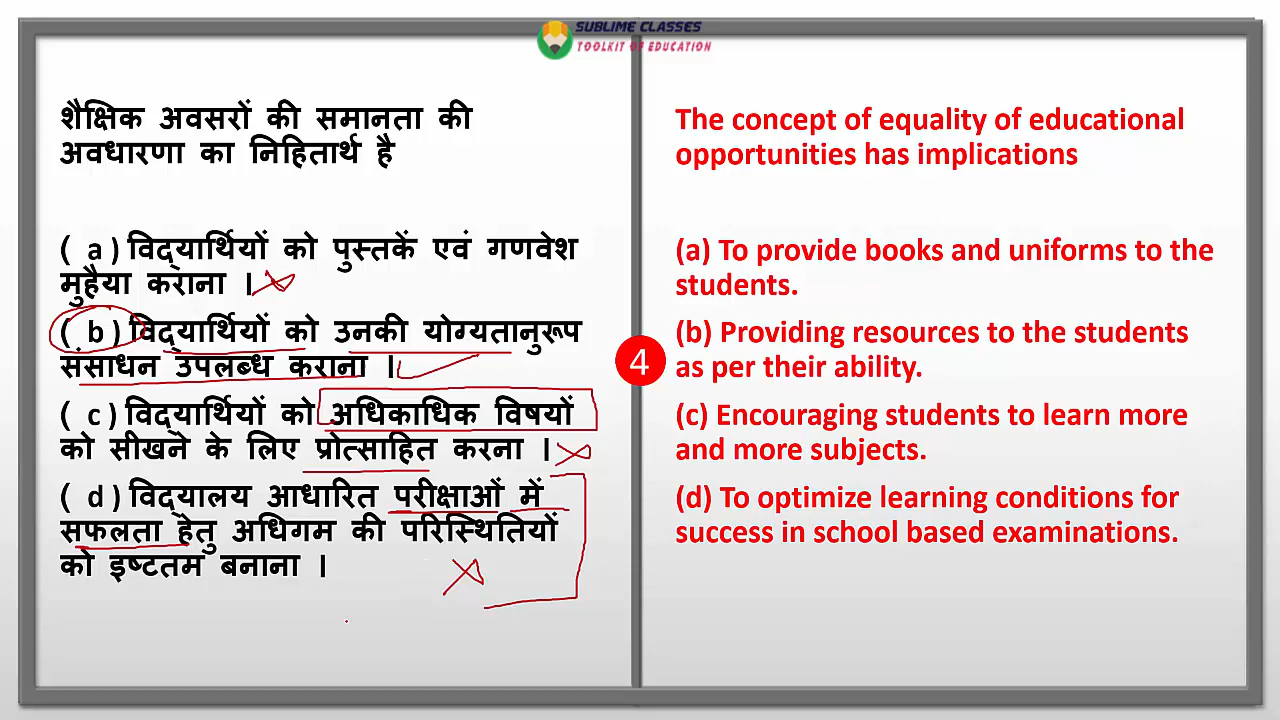 SUBLIME CLASSES
TOOLKIT OF EDUCATION
शैक्षिक अवसरों की समानता की
अवधारणा का निहितार्थ है
( a ) विद्यार्थियों को पुस्तकें एवं गणवेश
मुहैया कराना ।
( b ) विद्यार्थियों को उनकी योग्यतानुरूप
संसाधन उपलब्ध कराना ।
( c ) विद्यार्थियों को अधिकाधिक विषयों
को सीखने के लिए प्रोत्साहित करना ।
( d ) विद्यालय आधारित परीक्षाओं में
सफलता हेतु अधिगम की परिस्थितियों
को इष्टतम बनाना ।
4
The concept of equality of educational
opportunities has implications
(a) To provide books and uniforms to the
students.
(b) Providing resources to the students
as per their ability.
(c) Encouraging students to learn more
and more subjects.
(d) To optimize learning conditions for
success in school based examinations.